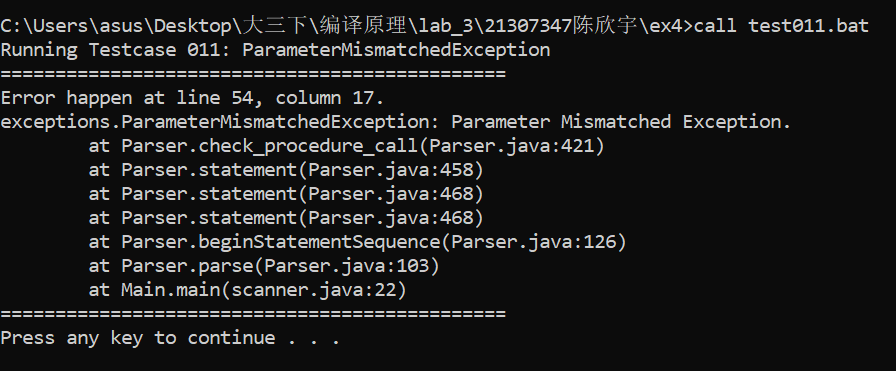 C:\Users\asus\Desktop\大三下\编译原理\lab_3\21307347陈欣宇\ex4>call test011.bat
Running Testcase 011: ParameterMismatchedException
==============================================
Error happen at line 54, column 17.
exceptions.ParameterMismatchedException: Parameter Mismatched Exception.
        at Parser.check_procedure_call(Parser.java:421)
        at Parser.statement(Parser.java:458)
        at Parser.statement(Parser.java:468)
        at Parser.statement(Parser.java:468)
        at Parser.beginStatementSequence(Parser.java:126)
        at Parser.parse(Parser.java:103)
        at Main.main(scanner.java:22)
==============================================
Press any key to continue . . .